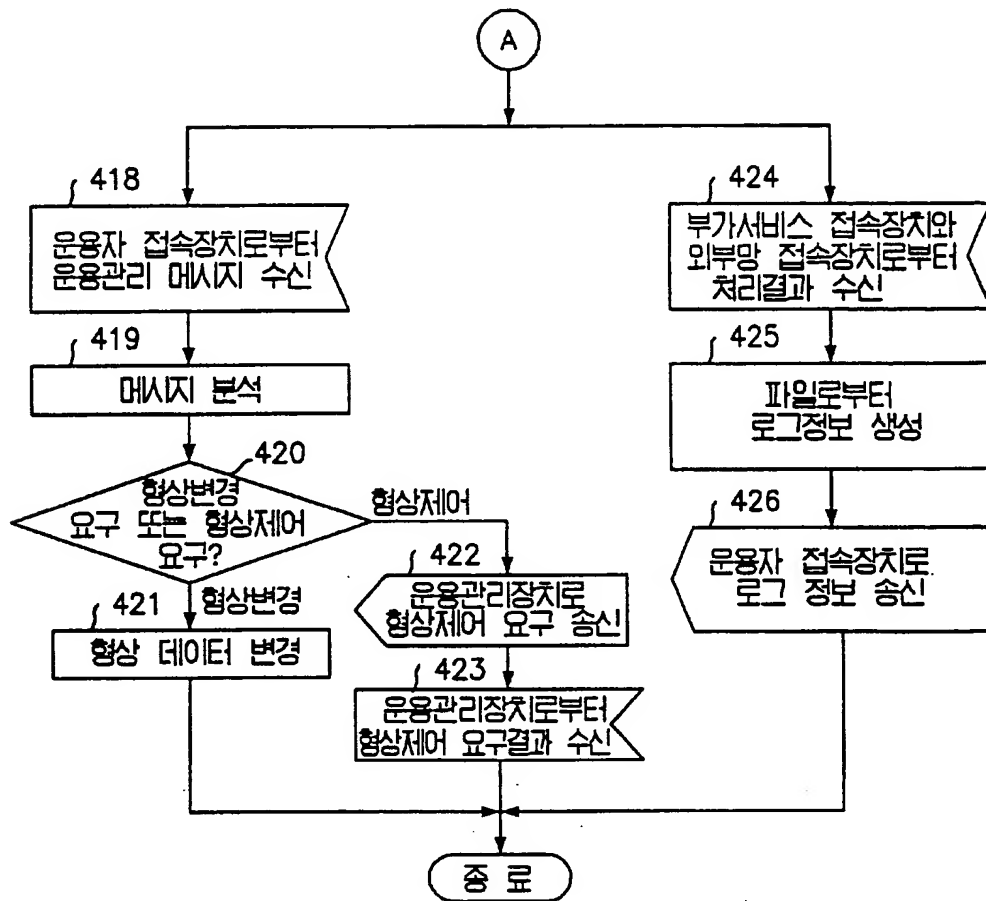 A
418
운용자 접속장치로부터
운용관리 메시지 수신
419
메시지 분석
420
형상변경
요구 또는 형상제어
요구?
형상제어
형상변경
421
형상 데이터 변경
422
운용관리장치로
형상제어 요구 송신
423
운용관리장치로부터
형상제어 요구결과 수신
424
부가서비스 접속장치와
외부망 접속장치로부터
처리결과 수신
425
파일로부터
로그정보 생성
426
운용자 접속장치로
로그 정보 송신
종 료